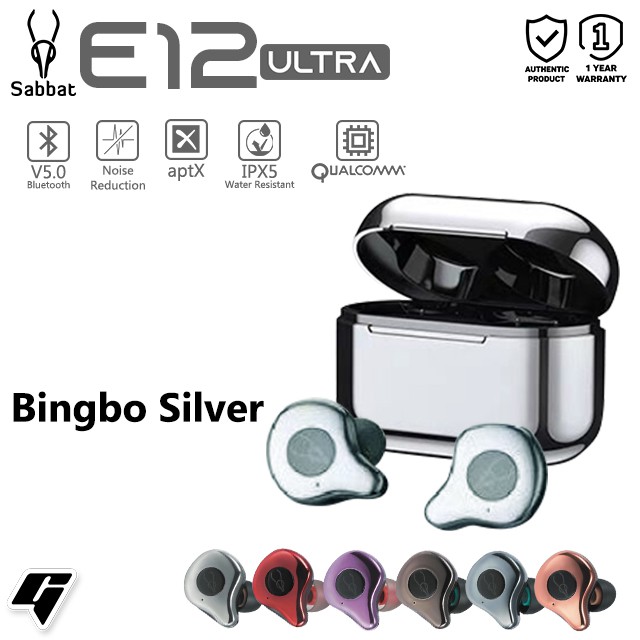 Sabbat
E12 ULTRA
AUTHENTIC
PRODUCT
1
1 YEAR
WARRANTY
V5.0
Bluetooth
Noise
Reduction
aptX
IPX5
Water Resistant
QUALCOMM
Bingbo Silver